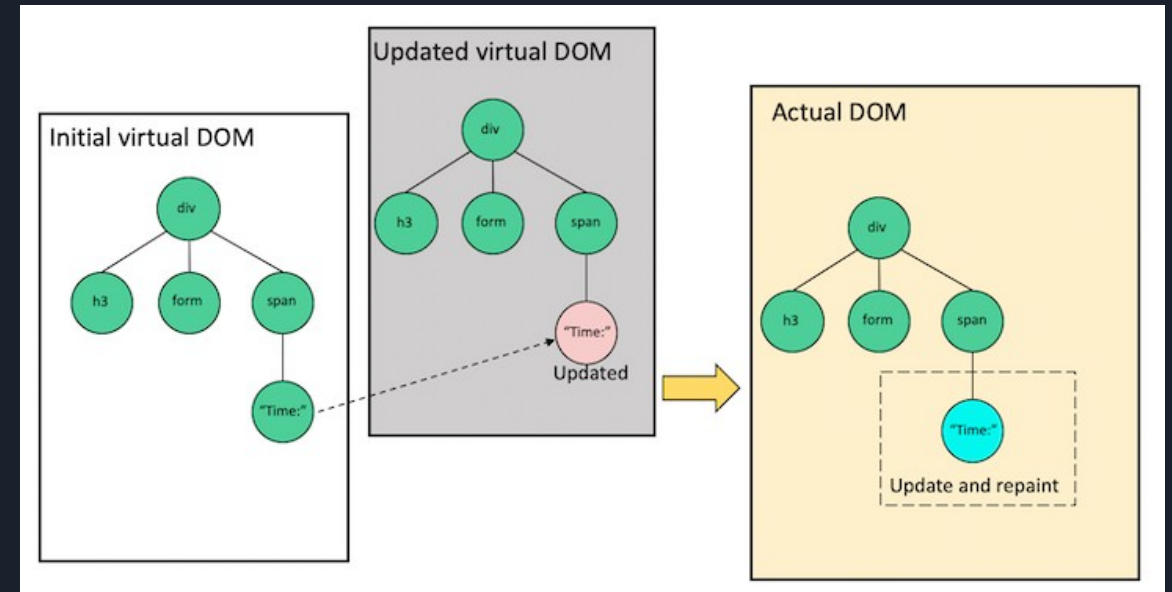 Initial virtual DOM
div
h3 form span
“Time:”
Updated virtual DOM
div
h3 form span
“Time:”
Updated
Actual DOM
div
h3 form span
“Time:”
Update and repaint